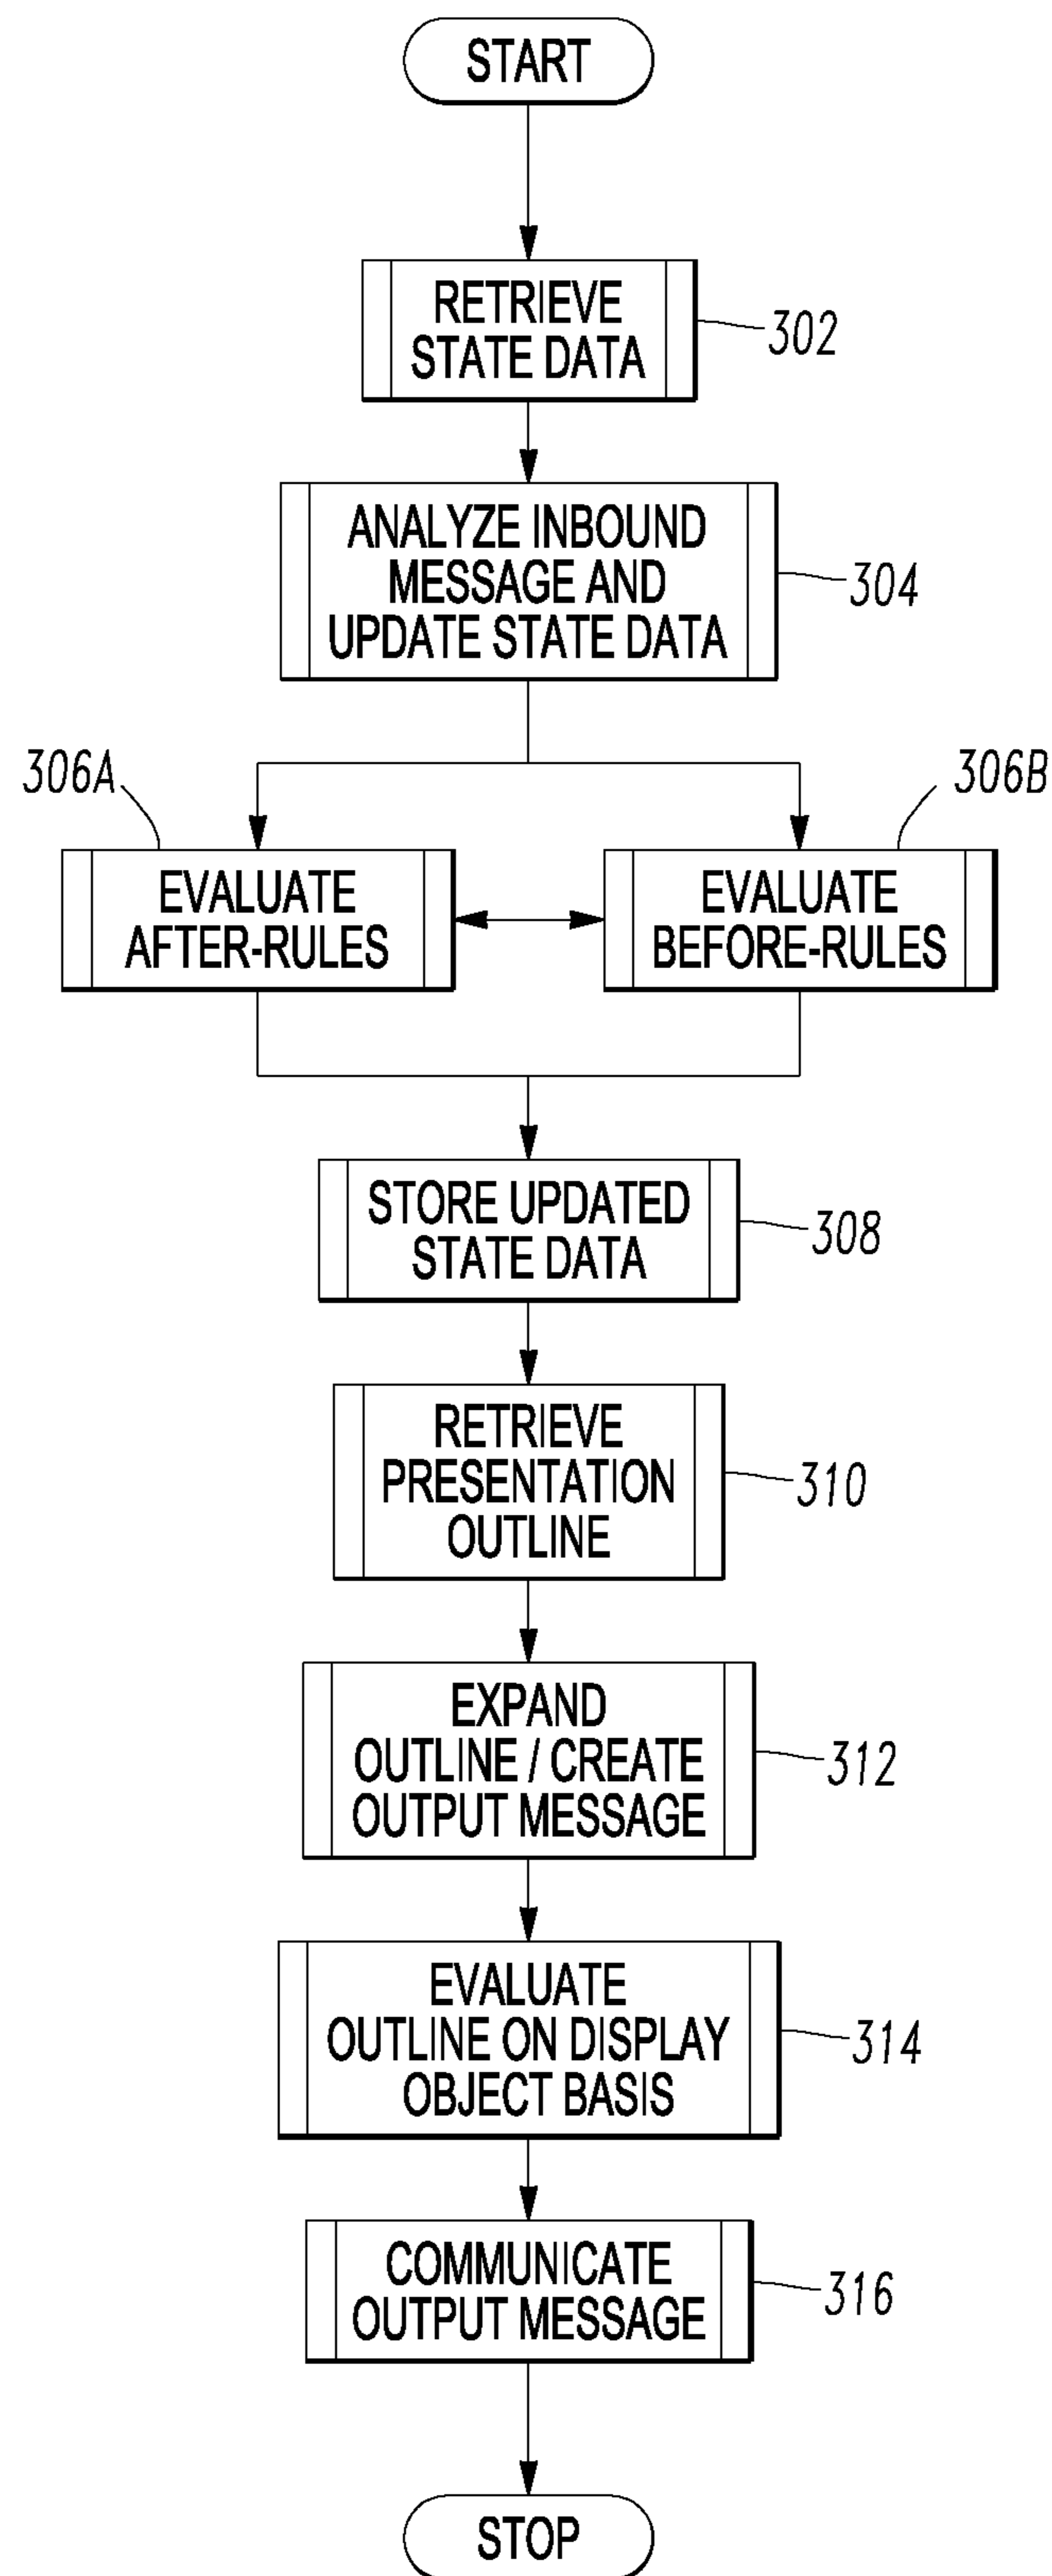 START
RETRIEVE
STATE DATA
302
ANALYZE INBOUND
MESSAGE AND
UPDATE STATE DATA
304
306A
306B
EVALUATE
AFTER-RULES
EVALUATE
BEFORE-RULES
STORE UPDATED
STATE DATA
308
RETRIEVE
PRESENTATION
OUTLINE
310
EXPAND
OUTLINE / CREATE
OUTPUT MESSAGE
312
EVALUATE
OUTLINE ON DISPLAY
OBJECT BASIS
314
COMMUNICATE
OUTPUT MESSAGE
316
STOP